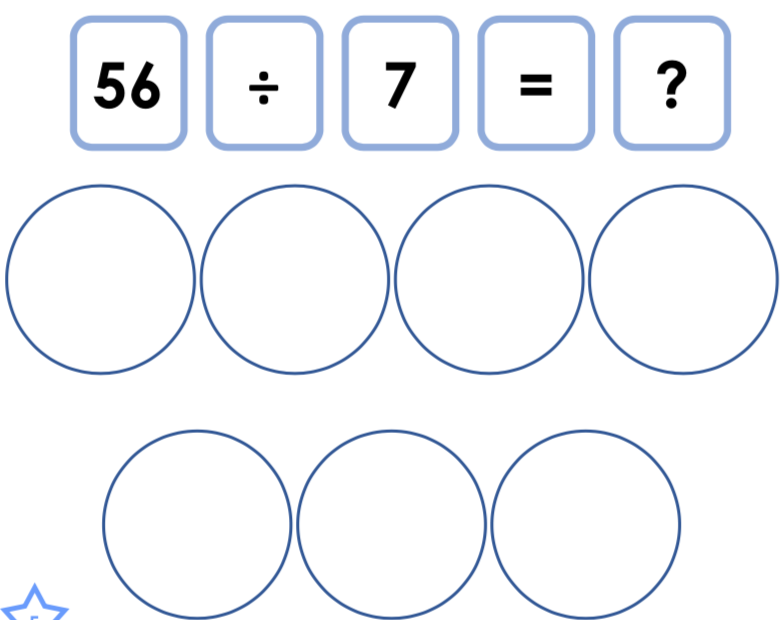 56 ÷ 7 = ?